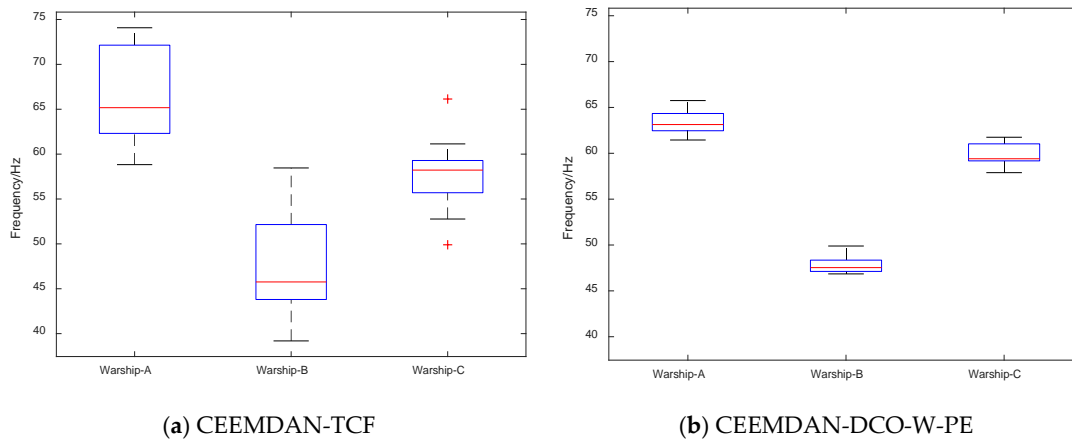 75
70
65
60
55
50
45
40
Frequency/Hz
Warship-A Warship-B Warship-C
(a) CEEMDAN-TCF
75
70
65
60
55
50
45
40
Frequency/Hz
Warship-A Warship-B Warship-C
(b) CEEMDAN-DCO-W-PE